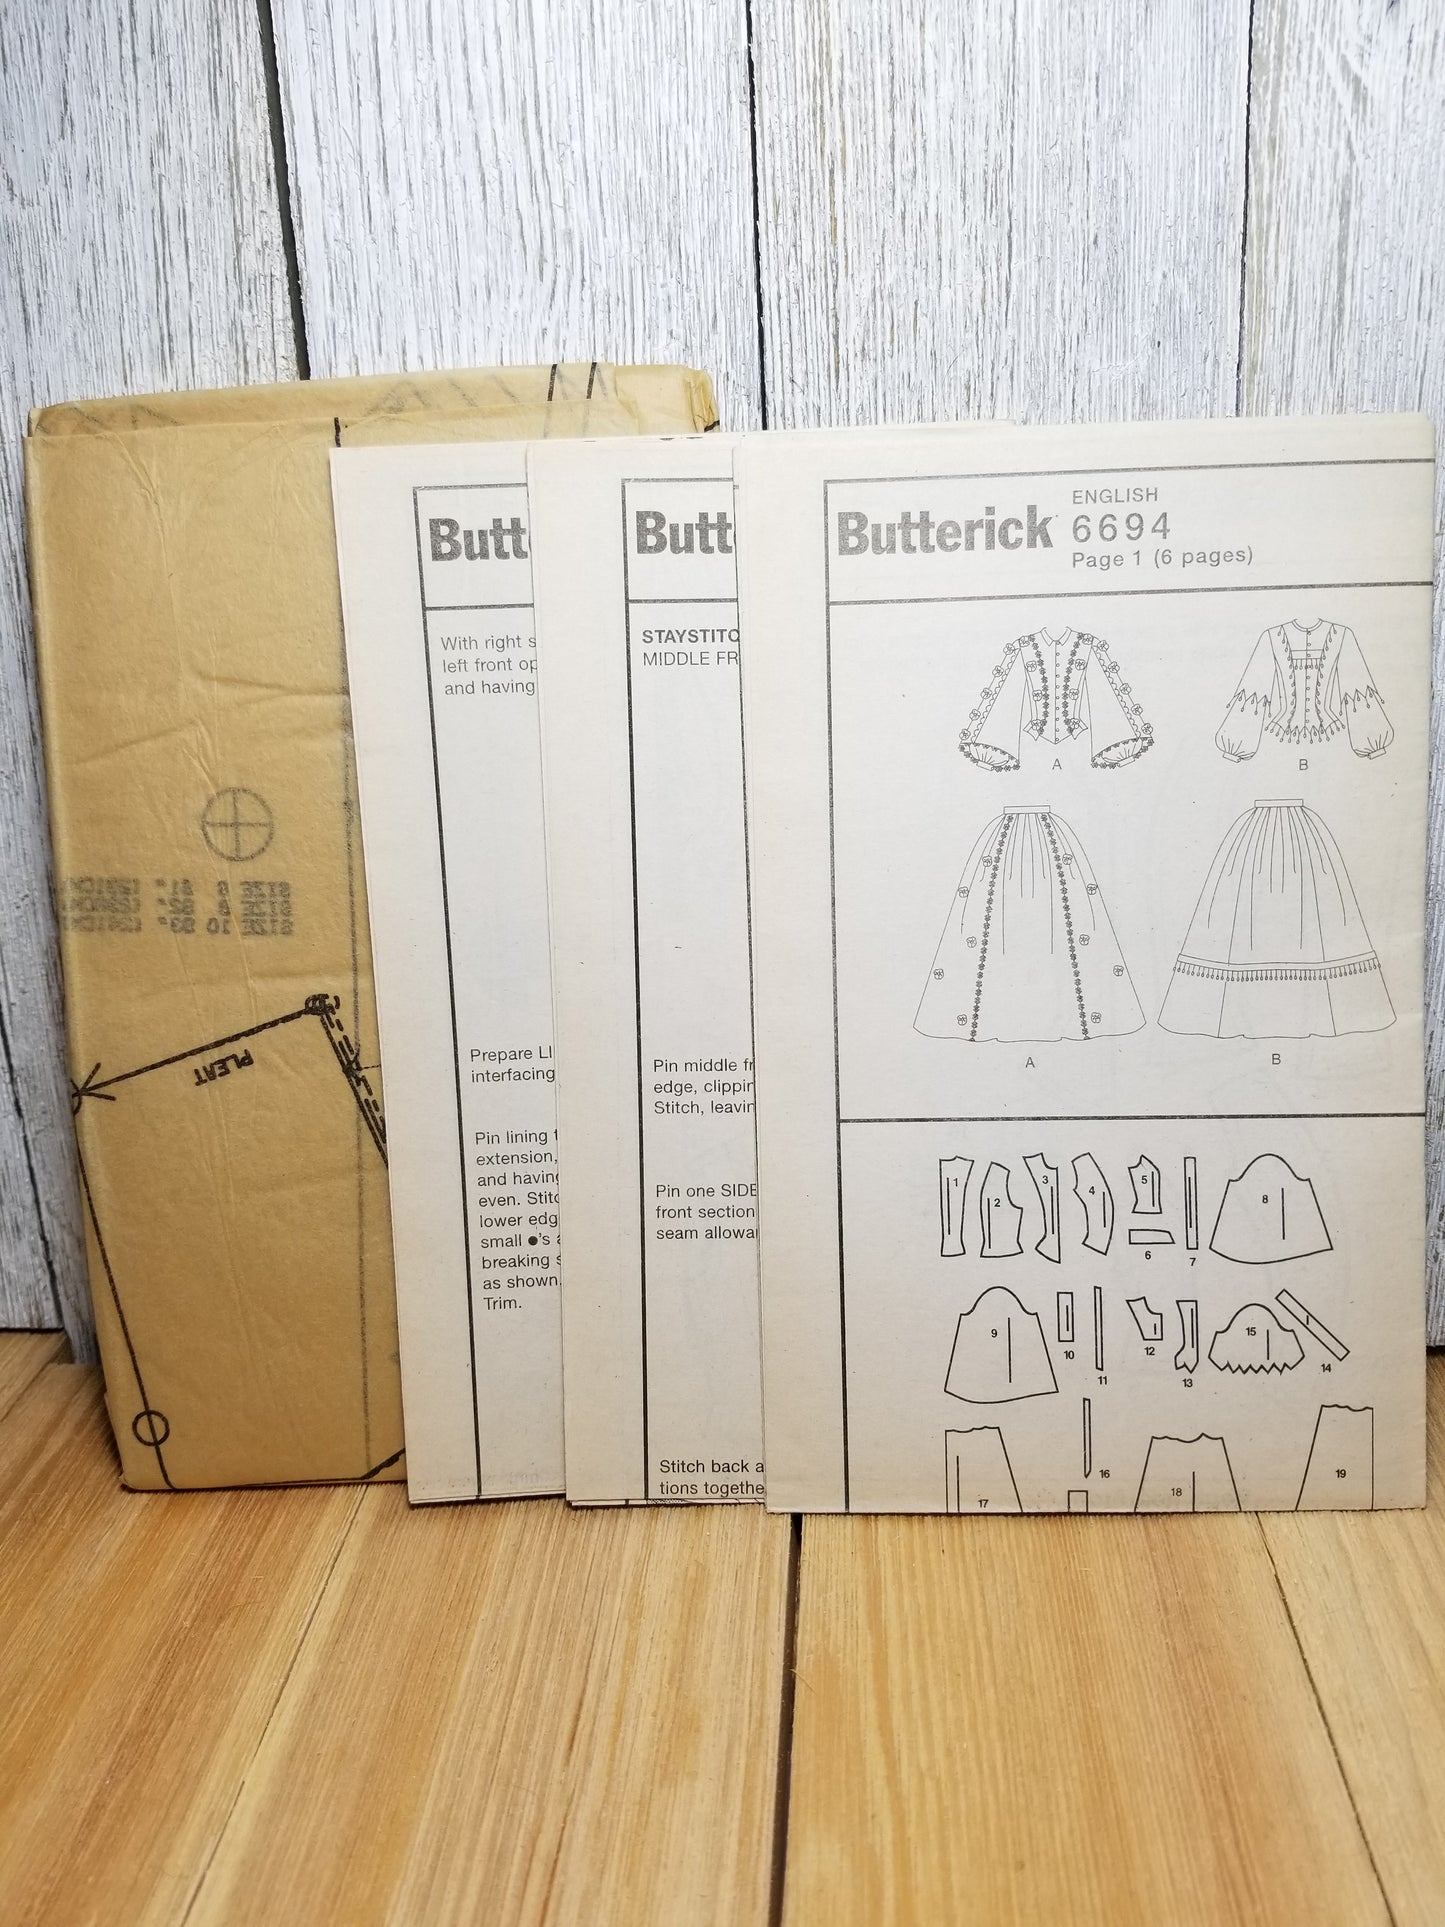 PLEAT
Butt
With right s
left front op
and having
Prepare LI
interfacing
Pin lining t
extension,
and having
even. Stitc
lower edg
small ●'s a
breaking s
as shown.
Trim.
Butt
STAYSTITC
MIDDLE FR
Pin middle fr
edge, clippin
Stitch, leavin
Pin one SIDE
front section
seam allowa
Stitch back a
tions togethe
Butterick
ENGLISH
6694
Page 1 (6 pages)
A
B
A
B
1
2
3
4
5
6
7
8
9
10
11
12
13
15
14
17
16
18
19